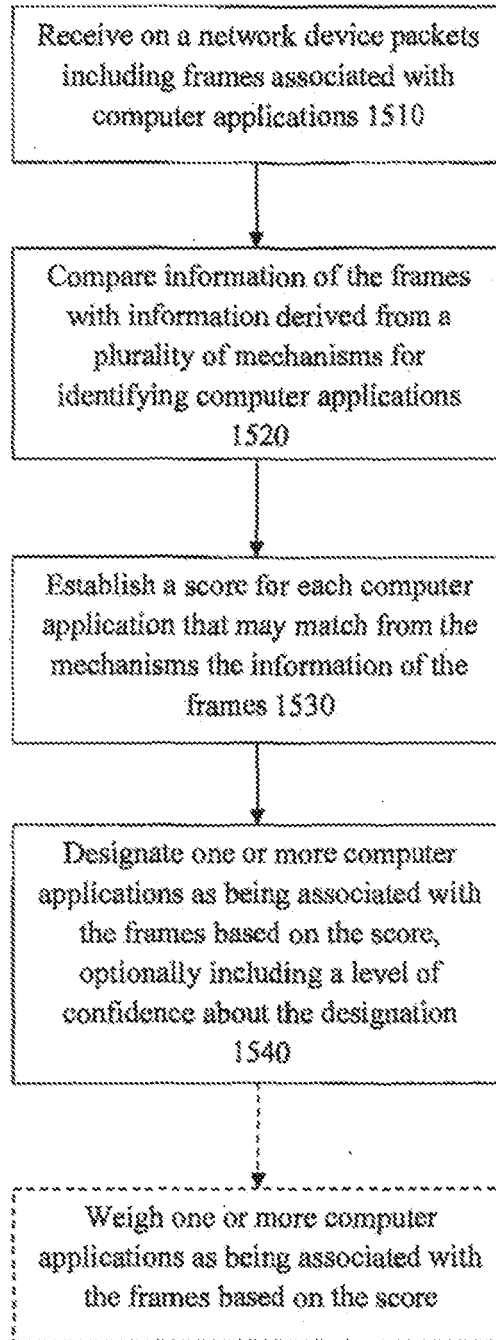 Receive on a network device packets
including frames associated with
computer applications 1510
Compare information of the frames
with information derived from a
plurality of mechanisms for
identifying computer applications
1520
Establish a score for each computer
application that may match from the
mechanisms the information of the
frames 1530
Designate one or more computer
applications as being associated with
the frames based on the score,
optionally including a level of
confidence about the designation
1540
Weigh one or more computer
applications as being associated with
the frames based on the score